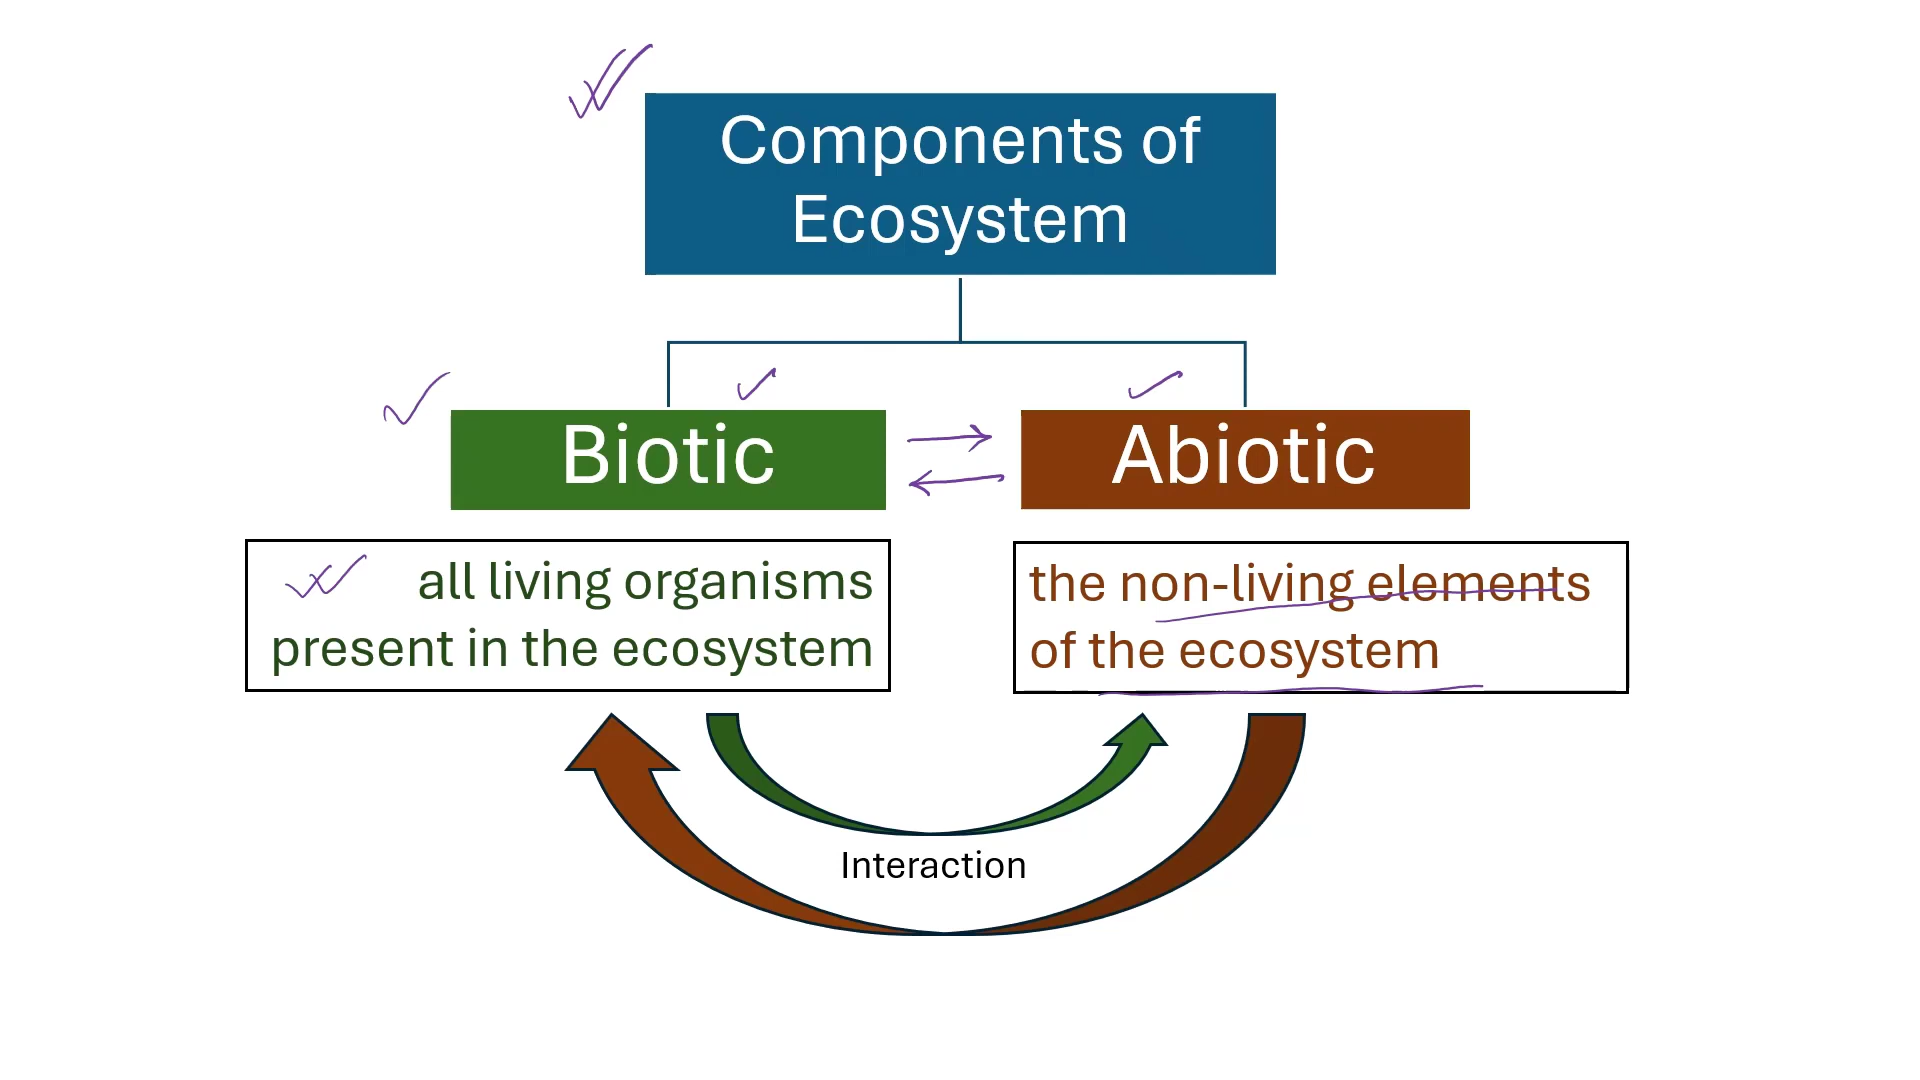 Components of
Ecosystem
Biotic
Abiotic
all living organisms
present in the ecosystem
the non-living elements
of the ecosystem
Interaction